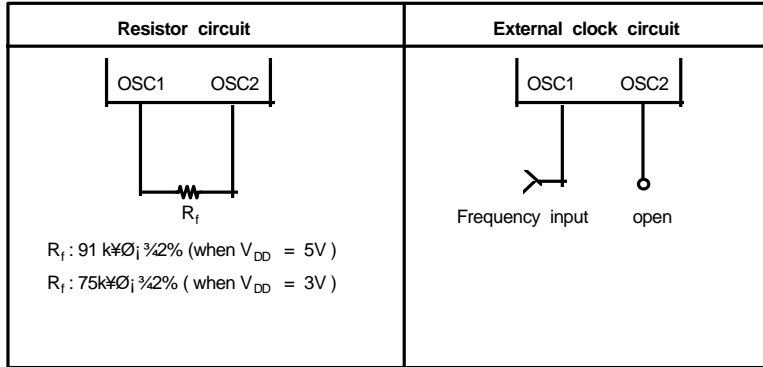 Resistor circuit
OSC1 OSC2
Rf
Rf : 91 k¥Ø¡¾2% (when VDD = 5V )
Rf : 75k¥Ø¡¾2% ( when VDD = 3V )
External clock circuit
OSC1 OSC2
Frequency input open